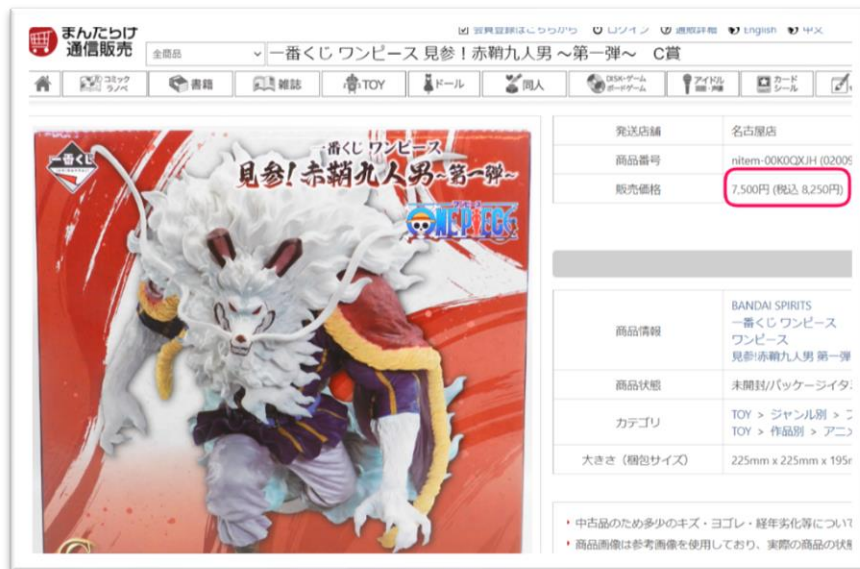 まんだらけ
通信販売
会員登録はこちらから ログイン 通販詳細 English 中文
全商品 一番くじ ワンピース 見参！赤鞘九人男 ～第一弾～ C賞
コミック ラノベ 書籍 雑誌 TOY ドール 同人 DISK・ゲーム ボードゲーム アイドル カード シール
一番くじ
一番くじ ワンピース
見参!赤鞘九人男～第一弾～
ONE PIECE
C
発送店舗 名古屋店
商品番号 nitem-00K0QXJH (02009
販売価格 7,500円 (税込 8,250円)
商品情報 BANDAI SPIRITS
一番くじ ワンピース
ワンピース
見参!赤鞘九人男 第一弾
商品状態 未開封/パッケージイタ
カテゴリ TOY > ジャンル別 > フ
TOY > 作品別 > アニメ
大きさ（梱包サイズ） 225mm x 225mm x 195m
中古品のため多少のキズ・ヨゴレ・経年劣化等について
商品画像は参考画像を使用しており、実際の商品の状態